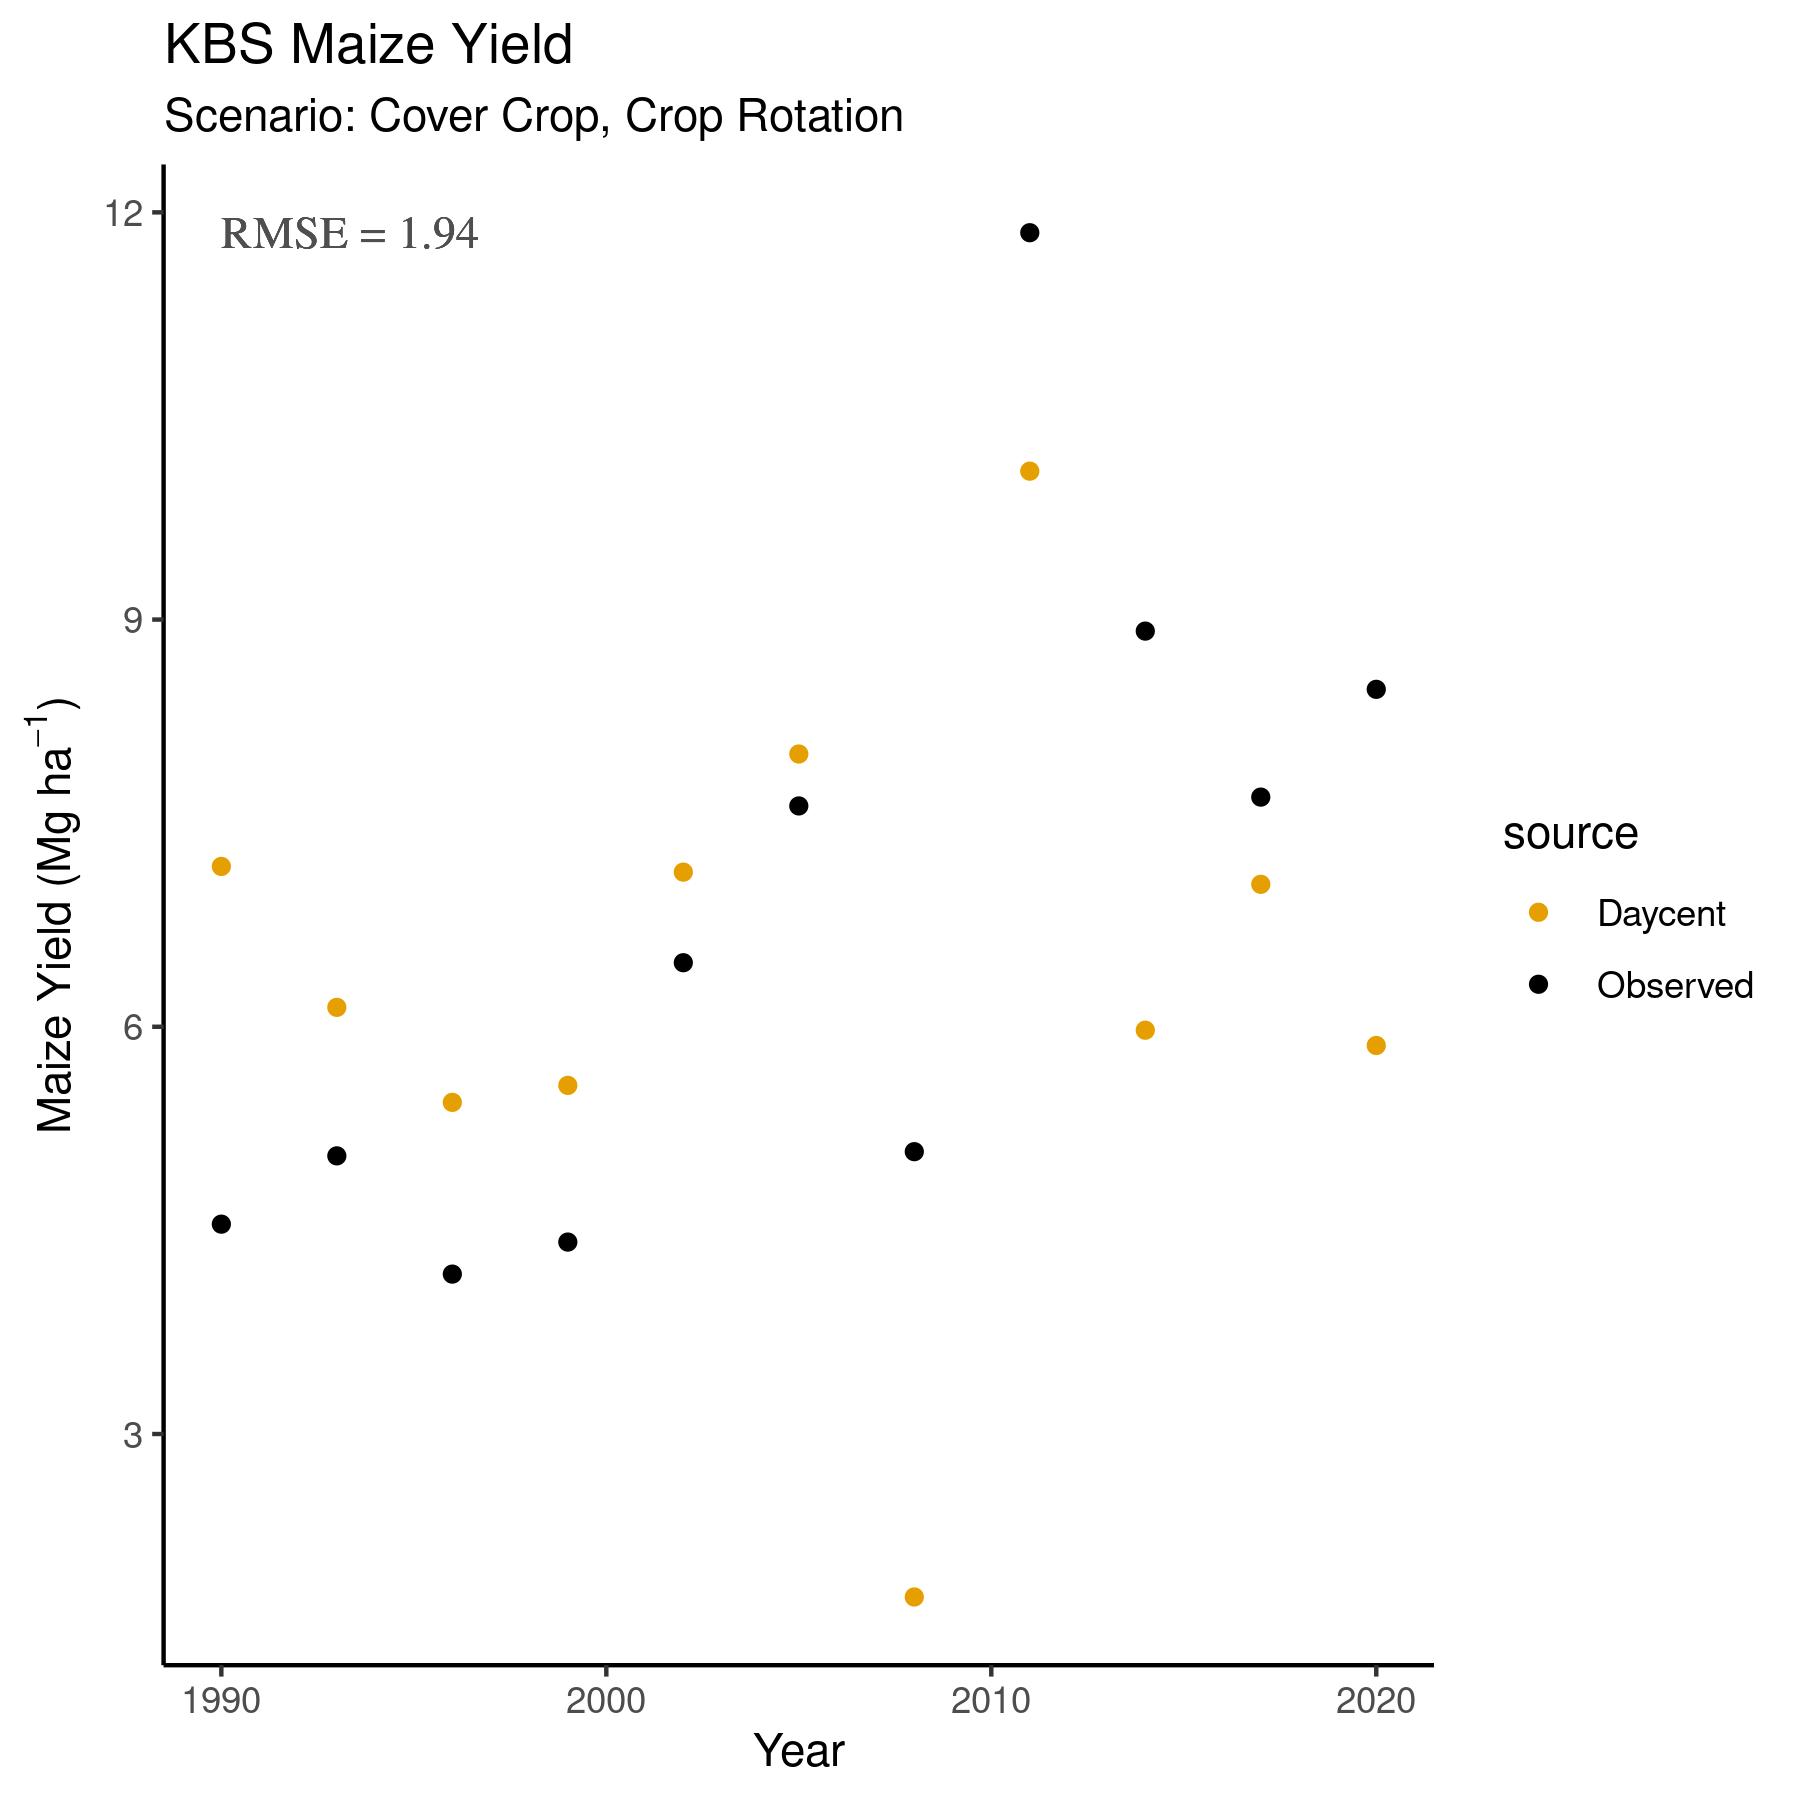 KBS Maize Yield
Scenario: Cover Crop, Crop Rotation
RMSE = 1.94
12
9
6
3
Maize Yield (Mg ha⁻¹)
1990 2000 2010 2020
Year
source
Daycent
Observed